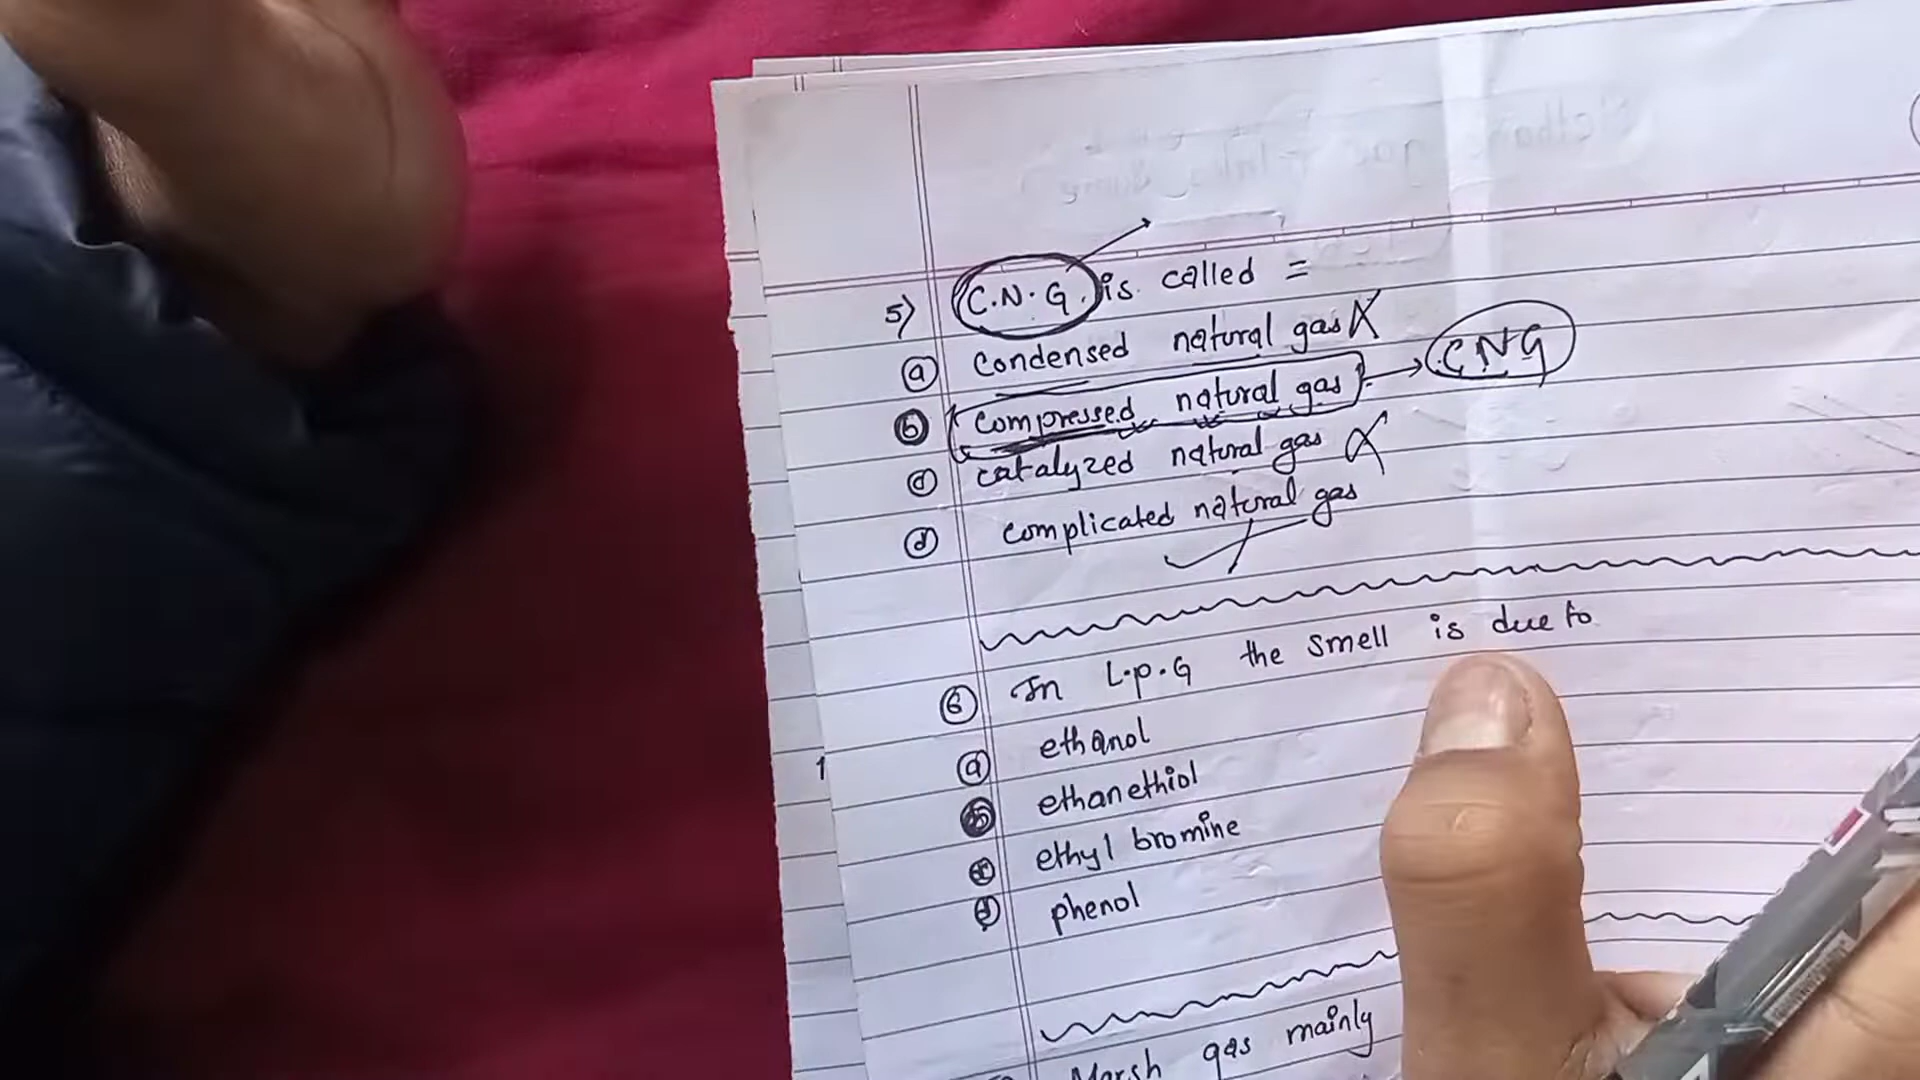 5) C.N.G. is called =
(a) Condensed natural gas X
(b) compressed natural gas → CNG
(d) catalyzed natural gas X
(d) complicated natural gas
(6) In L.p.G the smell is due to
(a) ethanol
(b) ethanethiol
ethyl bromine
(d) phenol
1
Marsh gas mainly